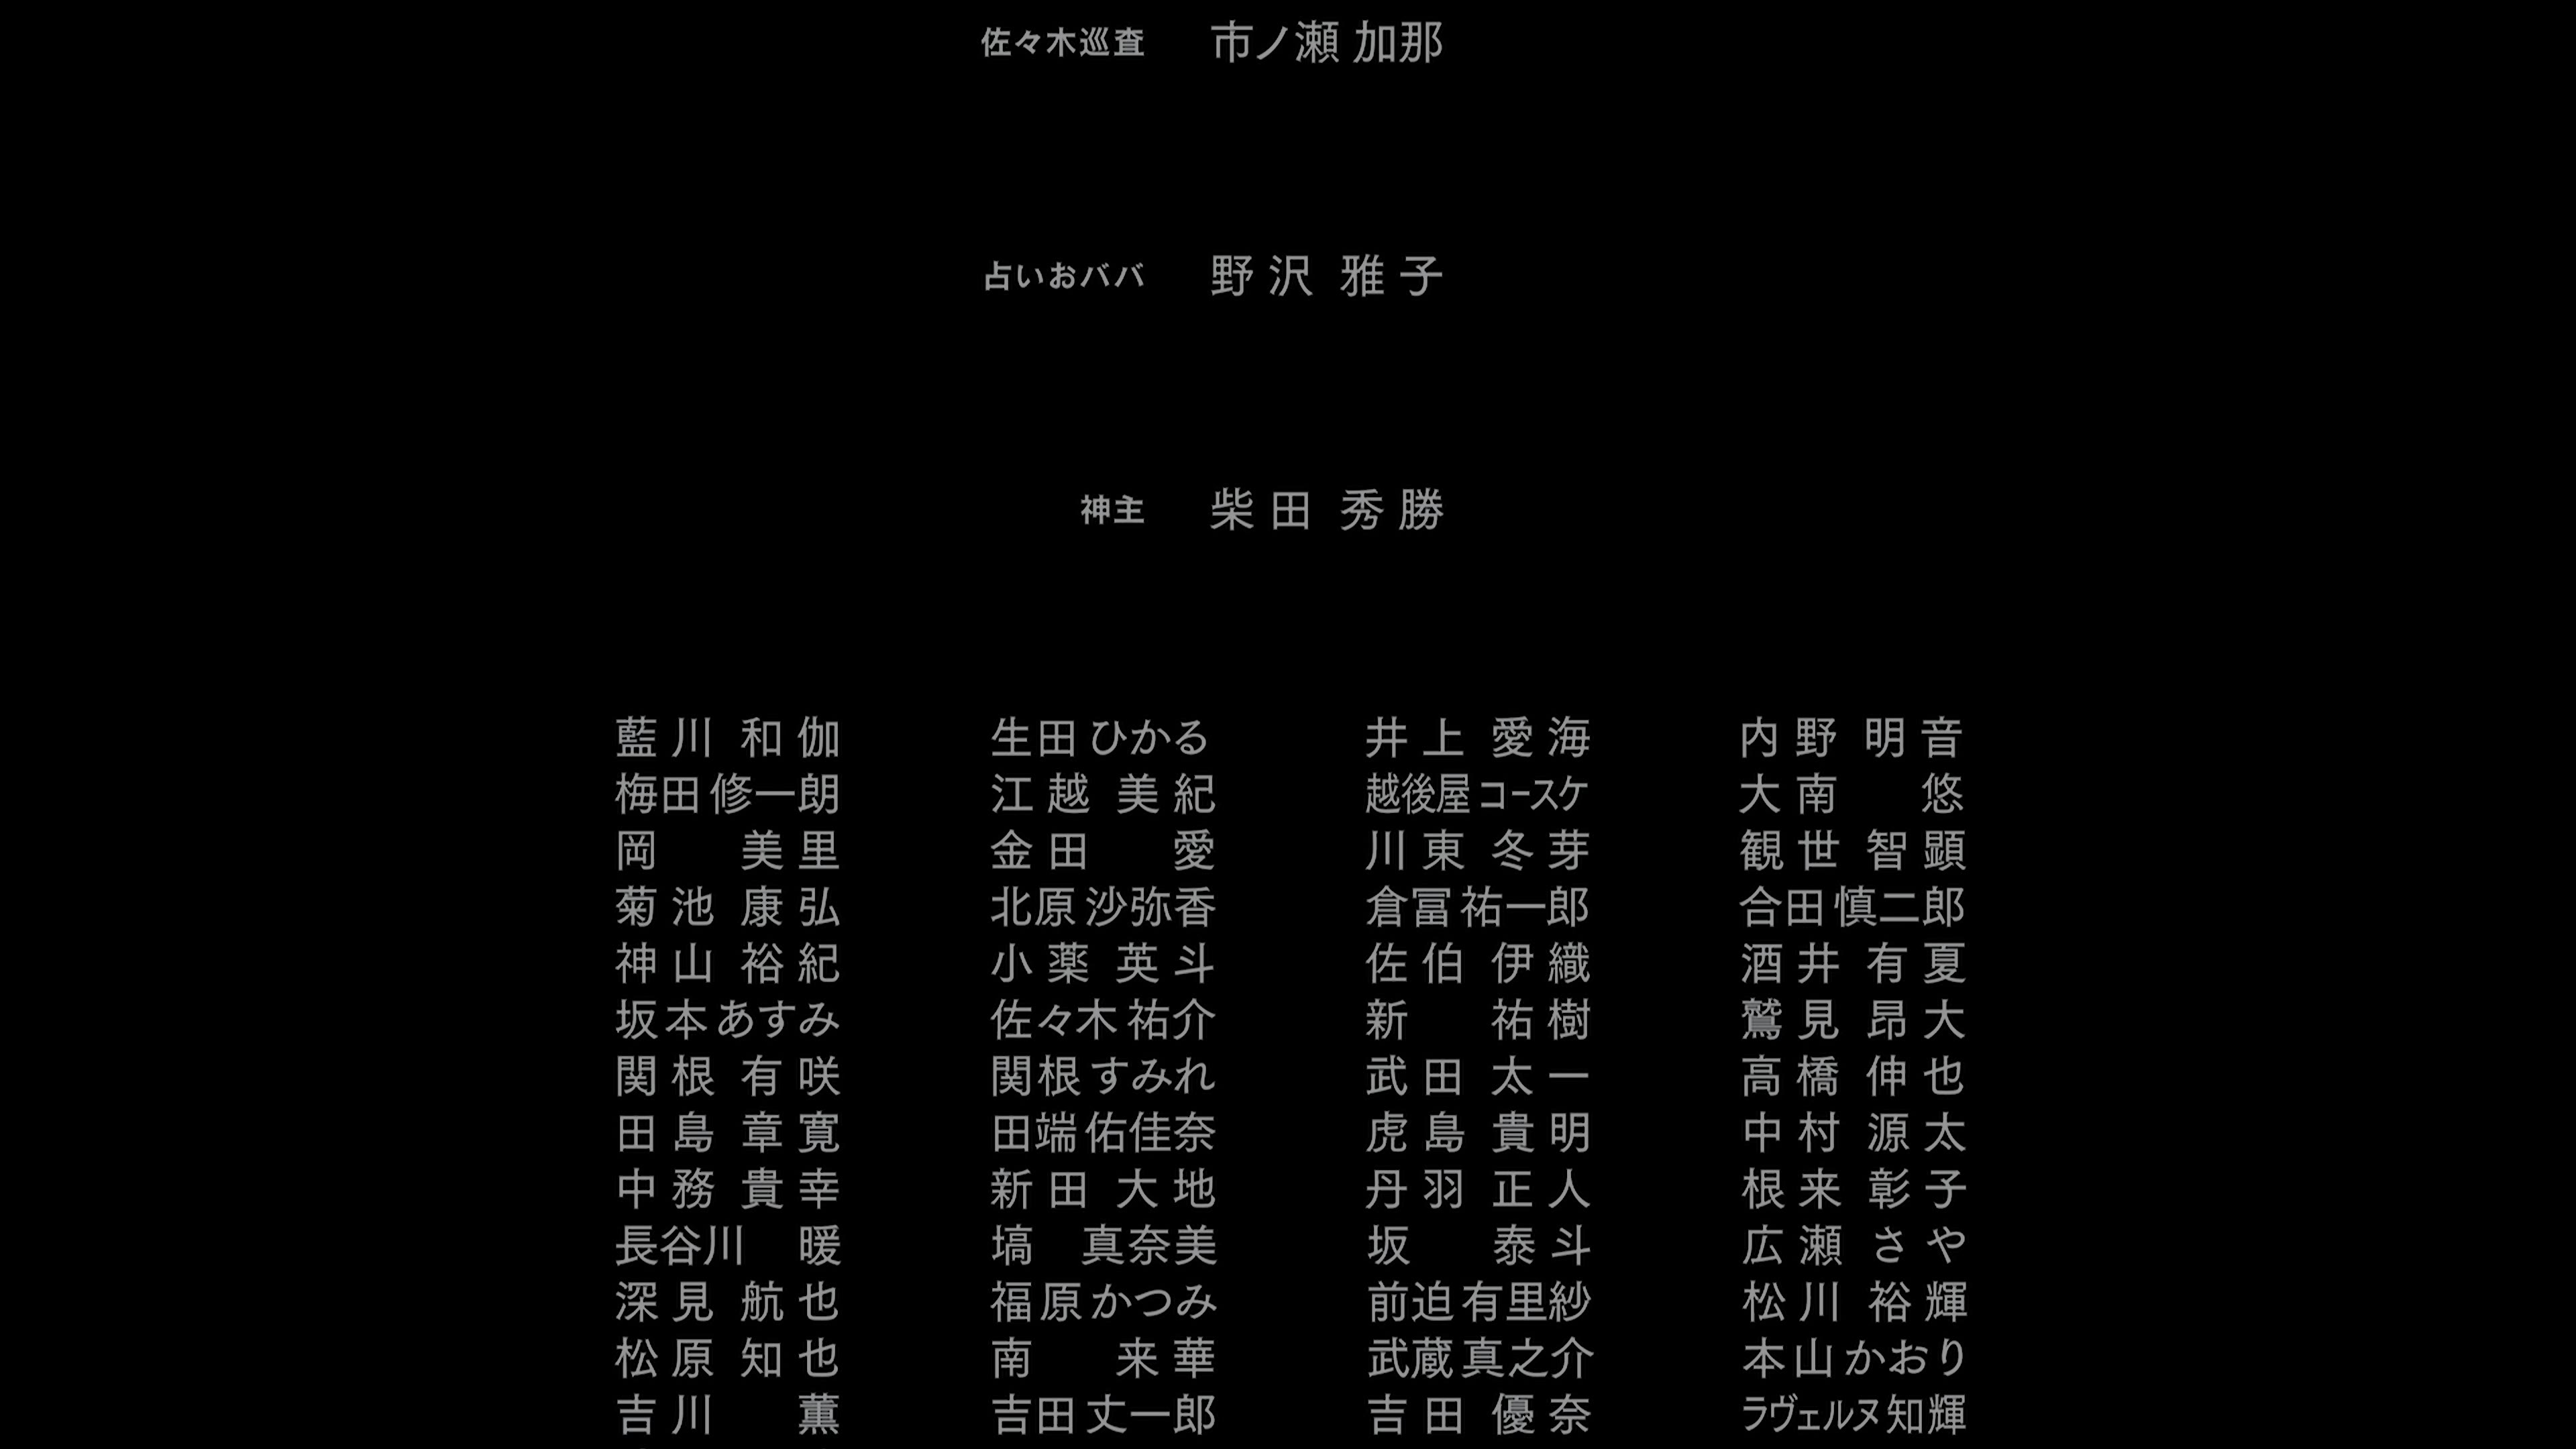 佐々木巡査 市ノ瀬 加那
占いおババ 野沢 雅子
神主 柴田 秀勝
藍川 和伽 生田 ひかる 井上 愛海 内野 明音
梅田 修一朗 江越 美紀 越後屋 コースケ 大南 悠
岡 美里 金田 愛 川東 冬芽 観世 智顕
菊池 康弘 北原 沙弥香 倉冨 祐一郎 合田 慎二郎
神山 裕紀 小薬 英斗 佐伯 伊織 酒井 有夏
坂本 あすみ 佐々木 祐介 新 祐樹 鷲見 昂大
関根 有咲 関根 すみれ 武田 太一 高橋 伸也
田島 章寛 田端 佑佳奈 虎島 貴明 中村 源太
中務 貴幸 新田 大地 丹羽 正人 根来 彰子
長谷川 暖 塙 真奈美 坂 泰斗 広瀬 さや
深見 航也 福原 かつみ 前迫 有里紗 松川 裕輝
松原 知也 南 来華 武蔵 真之介 本山 かおり
吉川 薫 吉田 丈一郎 吉田 優奈 ラヴェルヌ 知輝